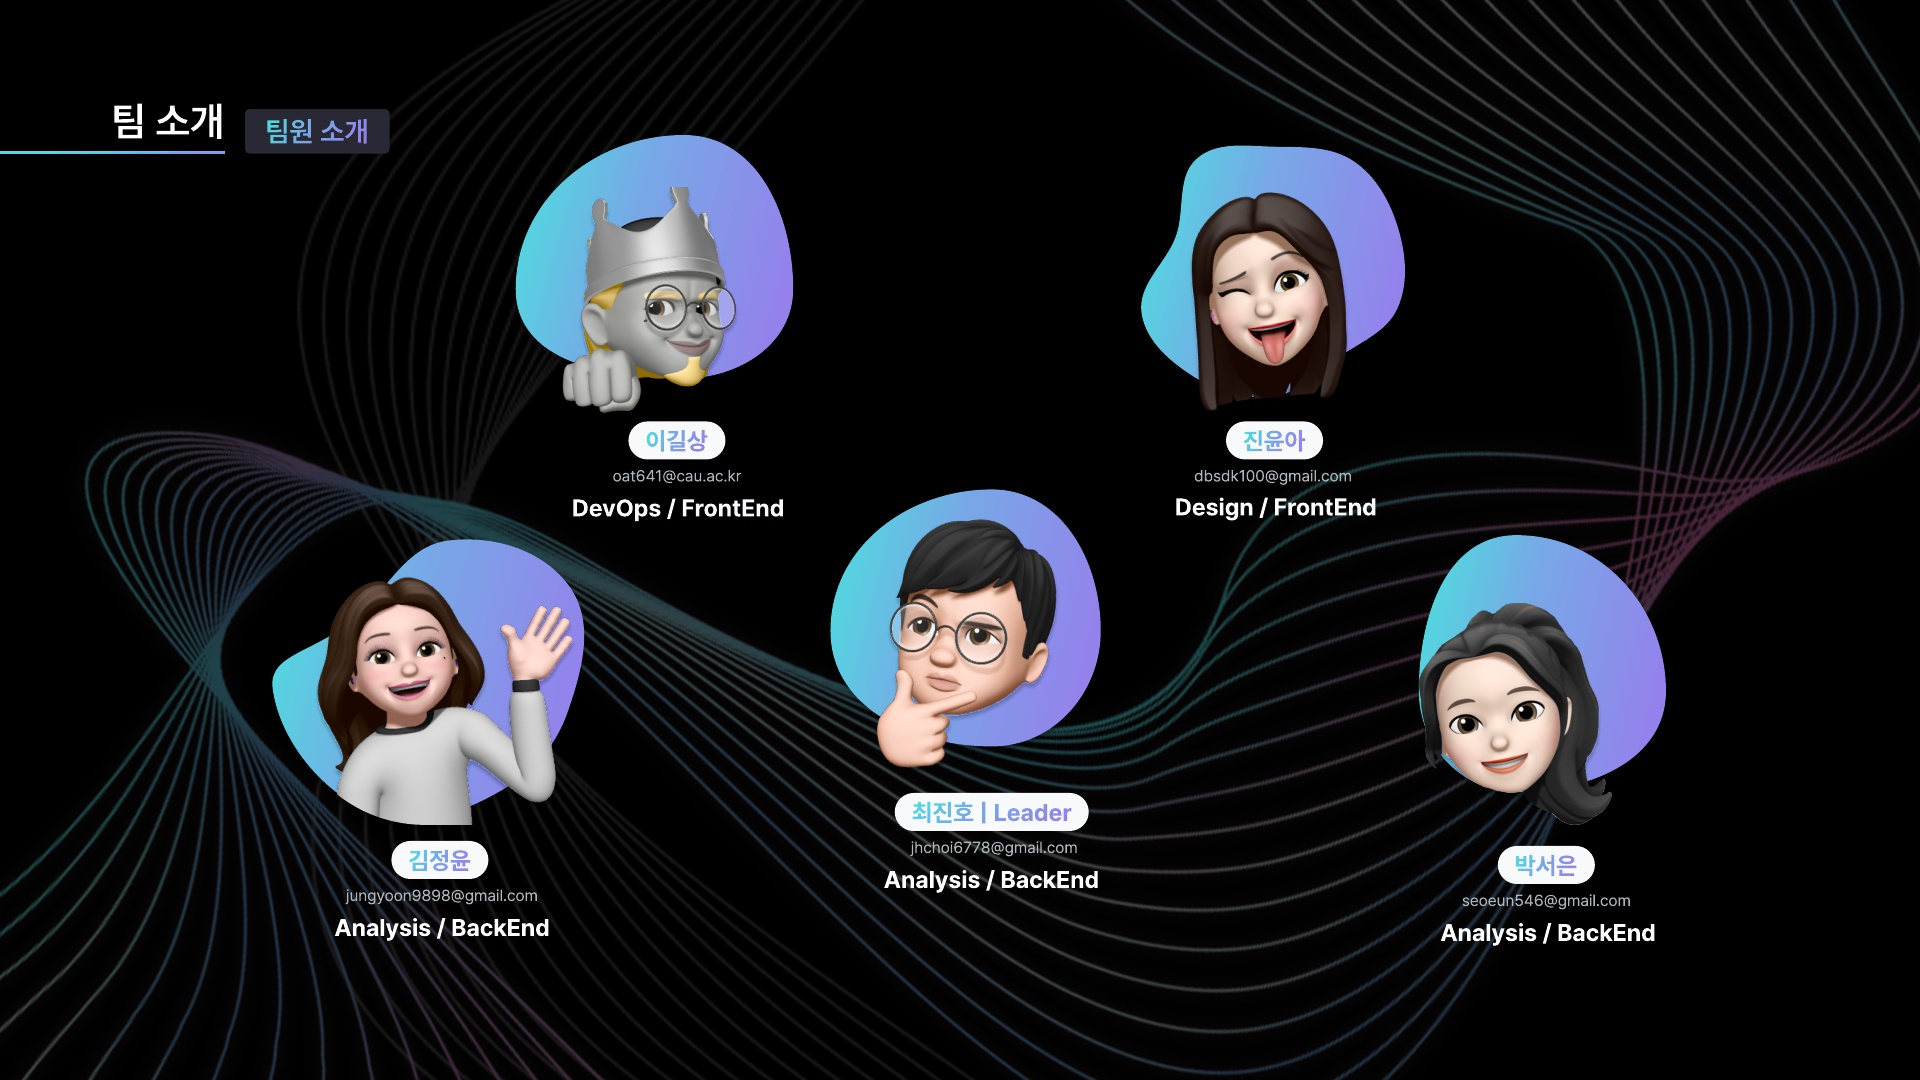 팀 소개
팀원 소개
이길상
oat641@cau.ac.kr
DevOps / FrontEnd
진윤아
dbsdk100@gmail.com
Design / FrontEnd
김정윤
jungyoon9898@gmail.com
Analysis / BackEnd
최진호 | Leader
jhchoi6778@gmail.com
Analysis / BackEnd
박서은
seoeun546@gmail.com
Analysis / BackEnd